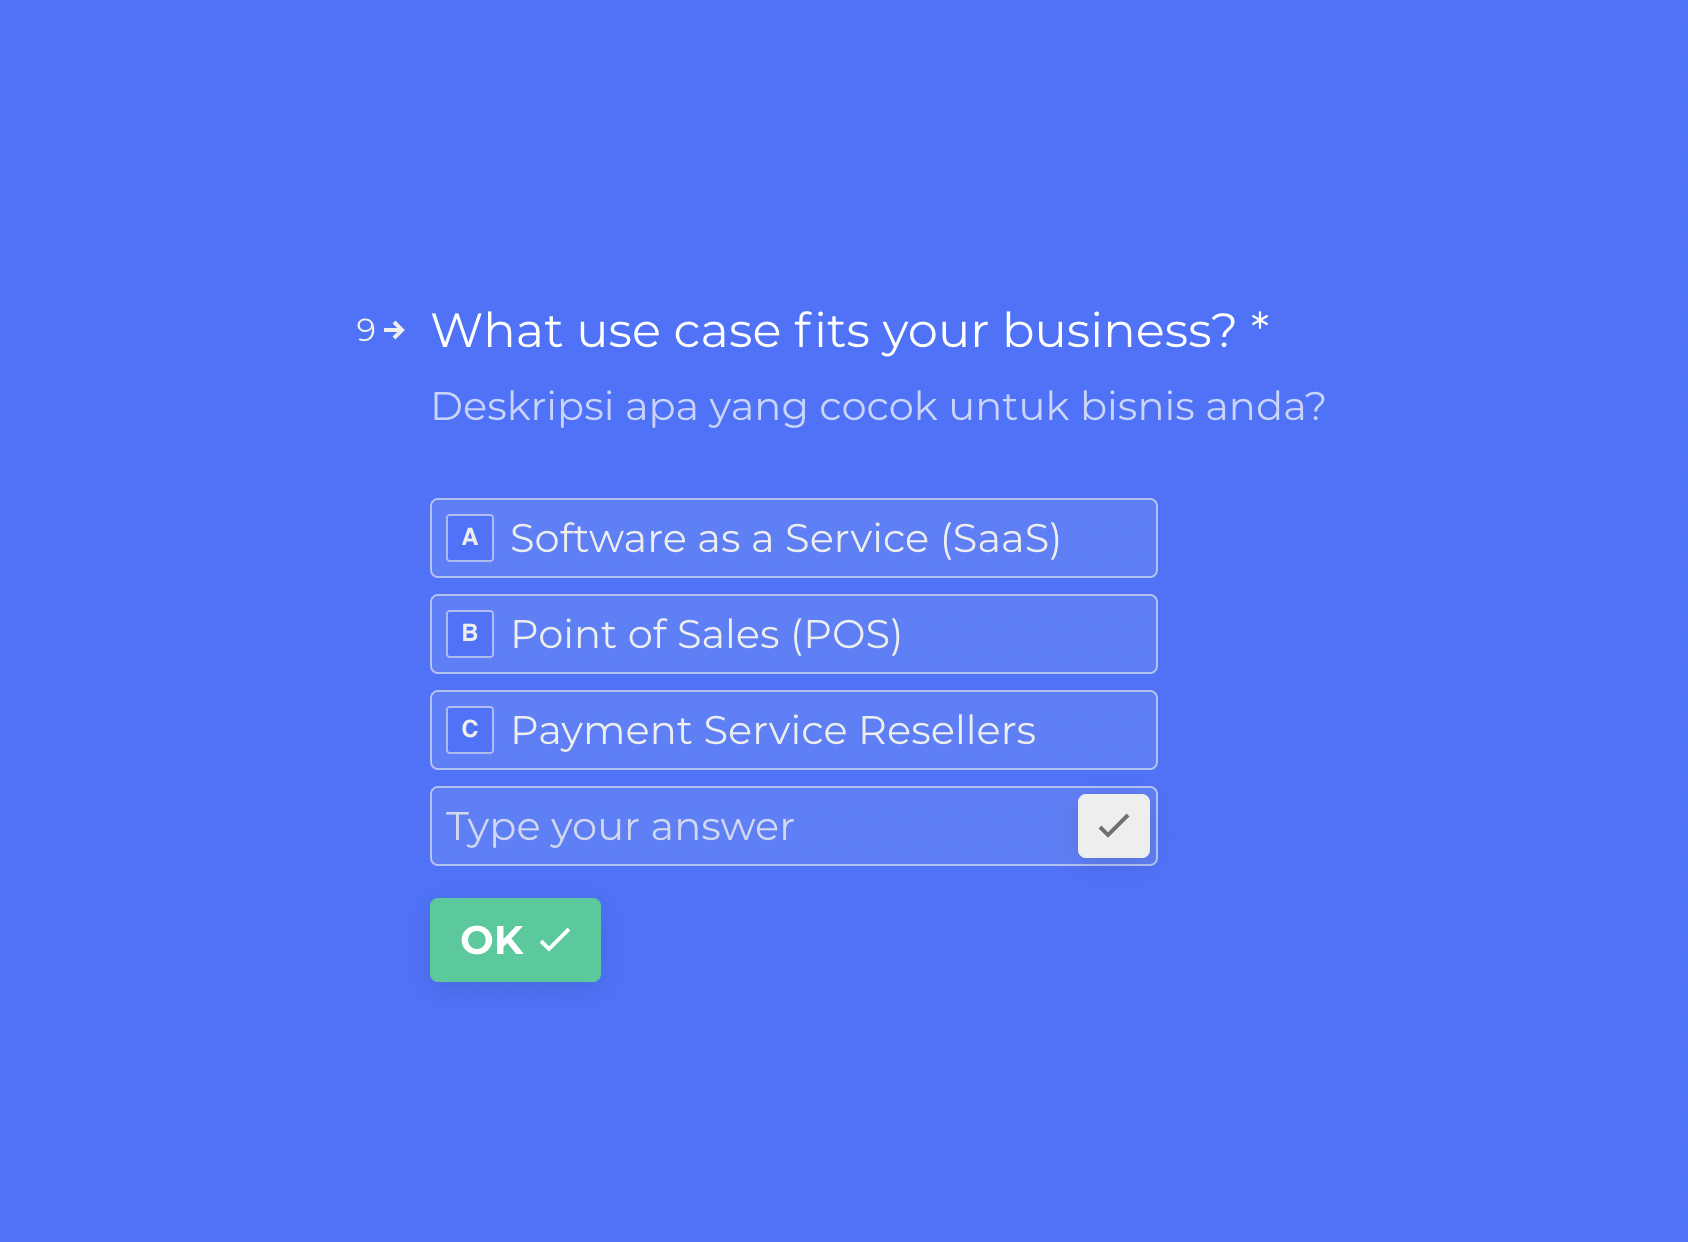 9 What use case fits your business? *
Deskripsi apa yang cocok untuk bisnis anda?
A Software as a Service (SaaS)
B Point of Sales (POS)
C Payment Service Resellers
Type your answer
OK